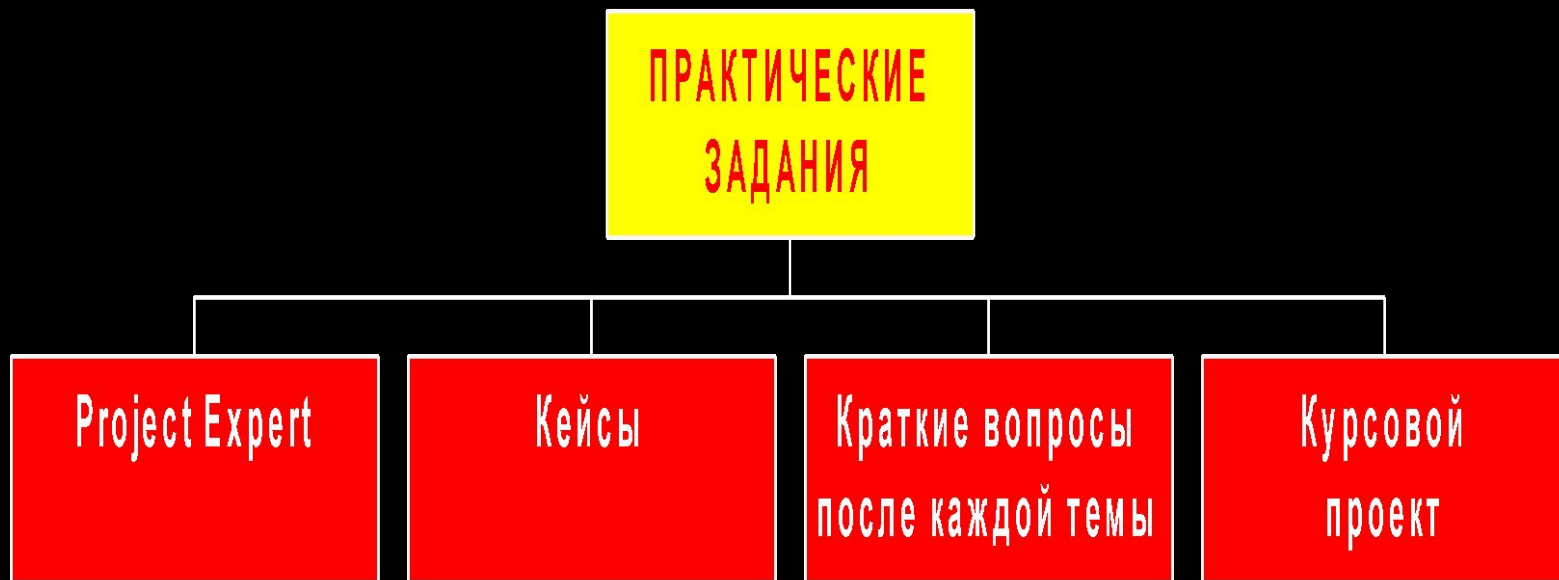 ПРАКТИЧЕСКИЕ
ЗАДАНИЯ
Project Expert
Кейсы
Краткие вопросы
после каждой темы
Курсовой
проект